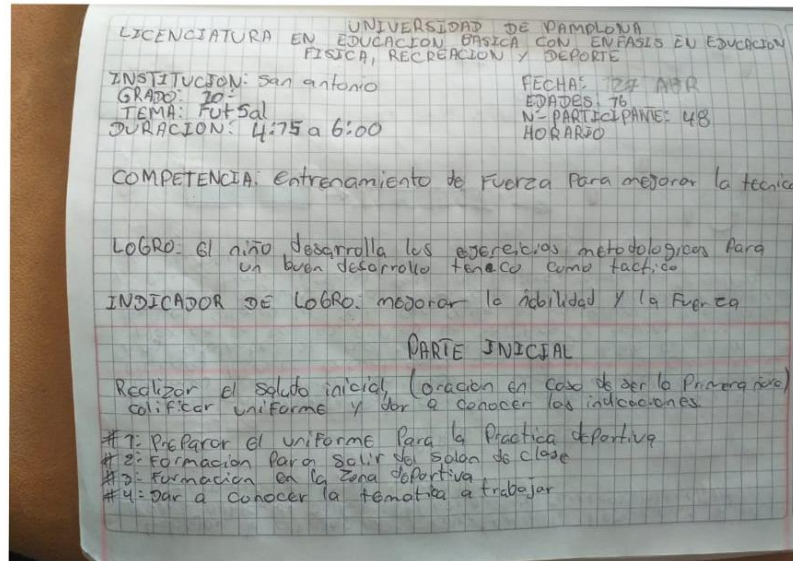 UNIVERSIDAD DE PAMPLONA
LICENCIATURA EN EDUCACION BASICA CON ENFASIS EN EDUCACION
FISICA, RECREACION Y DEPORTE
INSTITUCION: San antonio
FECHA: 27 ABR
GRADO: 10:
EDADES: 16
TEMA: Futsal
N- PARTICIPANTE: 48
DURACION: 4:15 a 6:00
HORARIO
COMPETENCIA: Entrenamiento de Fuerza Para mejorar la tecnica
LOGRO: El niño desarrolla los ejercicios metodologicos Para
un buen desarrollo tenico como factico
INDICADOR DE LOGRO: mejorar la habilidad y la Fuerza
PARTE INICIAL
Realizor el saludo inicial, (oracion en caso de ser la Primera hora)
calificar uniforme y dar a conocer las indicaciones.
#1: Preparar el uniforme Para la Practica deportiva
#2: Formacion Para salir del salon de clase
#3: Formacion en la zona deportiva
#4: Dar a conocer la tematica a trabajar